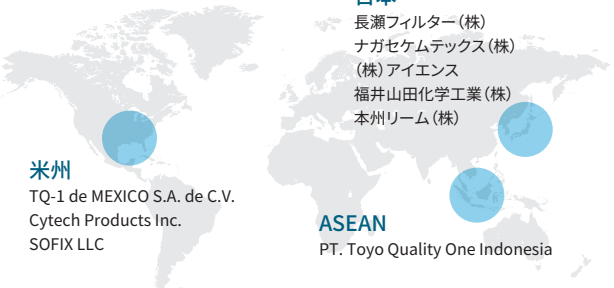 日本
長瀬フィルター（株）
ナガセケムテックス（株）
（株）アイエンス
福井山田化学工業（株）
本州リーム（株）
米州
TQ-1 de MEXICO S.A. de C.V.
Cytech Products Inc.
SOFIX LLC
ASEAN
PT. Toyo Quality One Indonesia